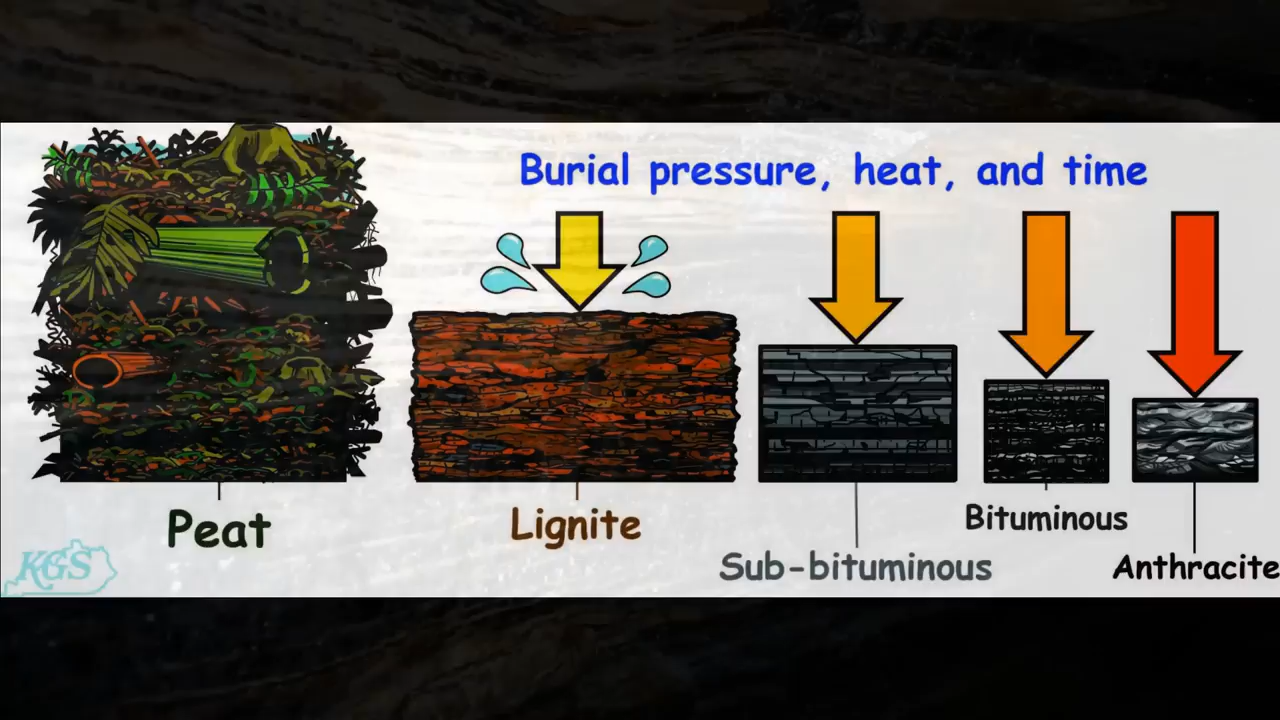 Burial pressure, heat, and time
Peat
Lignite
Sub-bituminous
Bituminous
Anthracite
KGS